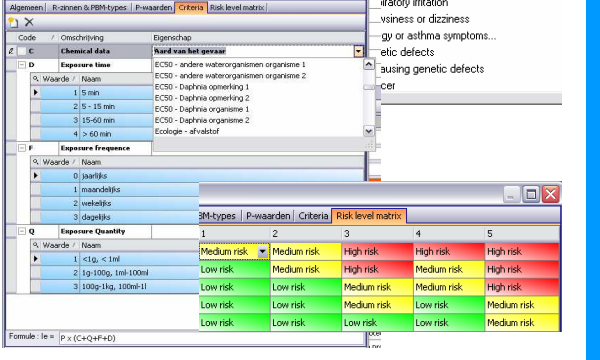 Algemeen | R-zinnen & PBM-types | P-waarden | Criteria | Risk level matrix
iratory irritation
wsiness or dizziness
Code / Omschrijving Eigenschap
gy or asthma symptoms...
C Chemical data Aard van het gevaar
etic defects
D Exposure time EC50 - andere waterorganismen organisme 1
ausing genetic defects
Waarde / Naam EC50 - andere waterorganismen organisme 2
cer
1 5 min EC50 - Daphnia opmerking 1
EC50 - Daphnia opmerking 2
2 5 - 15 min EC50 - Daphnia organisme 1
3 15-60 min EC50 - Daphnia organisme 2
4 > 60 min Ecologie - afvalstof
F Exposure frequence
Waarde / Naam
0 jaarlijks
1 maandelijks
2 wekelijks
3 dagelijks
BM-types | P-waarden | Criteria | Risk level matrix
Q Exposure Quantity 1 2 3 4 5
Waarde / Naam
Medium risk Medium risk High risk High risk High risk
1 <1g, < 1ml
Low risk Medium risk High risk Medium risk High risk
2 1g-100g, 1ml-100ml
3 100g-1kg, 100ml-1l
Low risk Low risk Medium risk Medium risk Medium risk
Low risk Low risk Medium risk Low risk Medium risk
Low risk Low risk Low risk Low risk Medium risk
Formule : Ie = P x (C+Q+F+D)